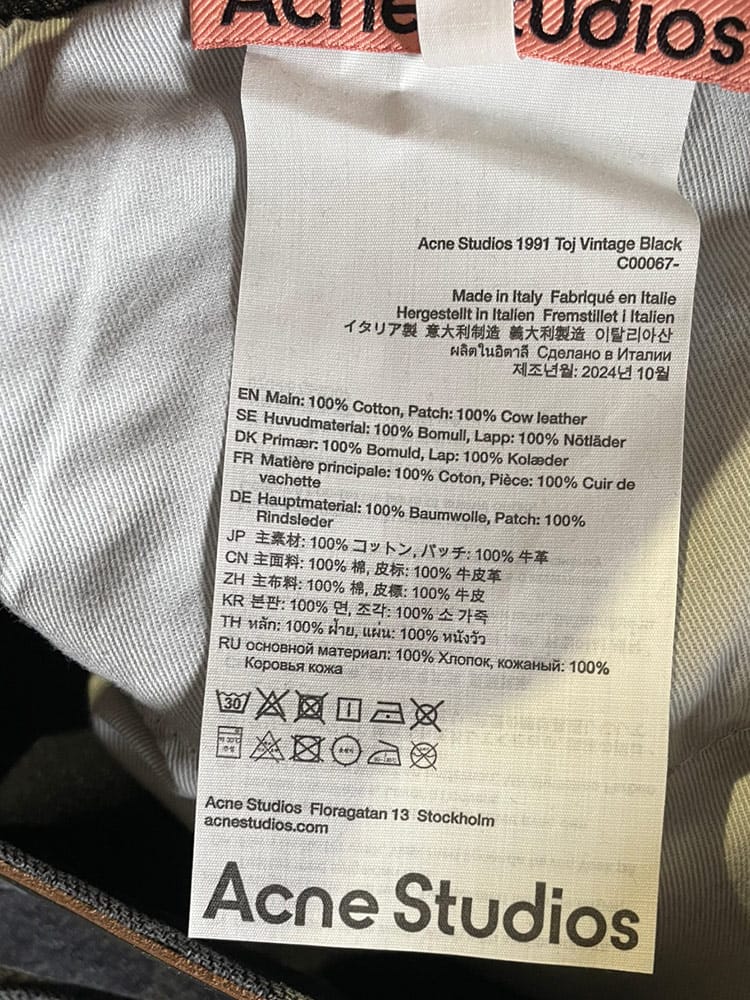 Acne Studios
Acne Studios 1991 Toj Vintage Black
C00067-
Made in Italy Fabriqué en Italie
Hergestellt in Italien Fremstillet i Italien
イタリア製 意大利制造 義大利製造 이탈리아산
ผลิตในอิตาลี Сделано в Италии
제조년월: 2024년 10월
EN Main: 100% Cotton, Patch: 100% Cow leather
SE Huvudmaterial: 100% Bomull, Lapp: 100% Nötläder
DK Primær: 100% Bomuld, Lap: 100% Kolæder
FR Matière principale: 100% Coton, Pièce: 100% Cuir de
vachette
DE Hauptmaterial: 100% Baumwolle, Patch: 100%
Rindsleder
JP 主素材: 100% コットン, パッチ: 100% 牛革
CN 主面料: 100% 棉, 皮标: 100% 牛皮革
ZH 主布料: 100% 棉, 皮標: 100% 牛皮
KR 본판: 100% 면, 조각: 100% 소 가죽
TH หลัก: 100% ฝ้าย, แผ่น: 100% หนังวัว
RU основной материал: 100% Хлопок, кожаный: 100%
Коровья кожа
30
Acne Studios Floragatan 13 Stockholm
acnestudios.com
Acne Studios